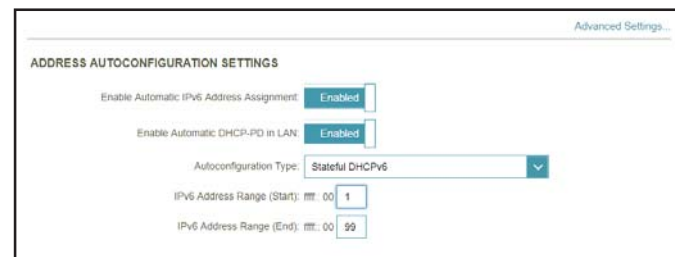 Advanced Settings...
ADDRESS AUTOCONFIGURATION SETTINGS
Enable Automatic IPv6 Address Assignment: Enabled
Enable Automatic DHCP-PD in LAN: Enabled
Autoconfiguration Type: Stateful DHCPv6
IPv6 Address Range (Start): ffff:: 00 1
IPv6 Address Range (End): ffff:: 00 99